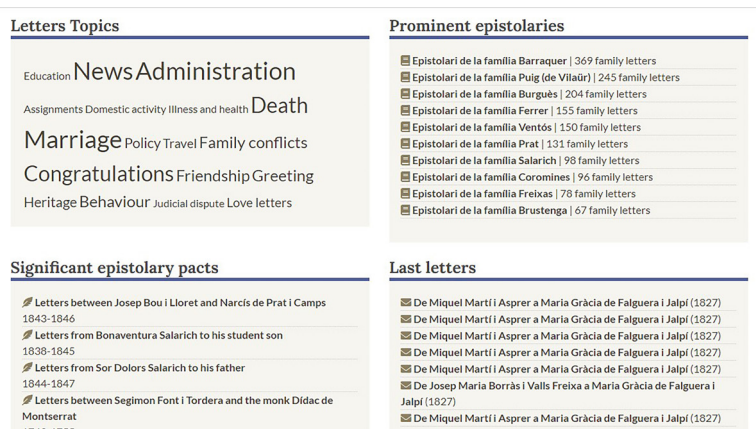 Letters Topics
Education News Administration
Assignments Domestic activity Illness and health Death
Marriage Policy Travel Family conflicts
Congratulations Friendship Greeting
Heritage Behaviour Judicial dispute Love letters
Prominent epistolaries
Epistolari de la família Barraquer | 369 family letters
Epistolari de la família Puig (de Vilaür) | 245 family letters
Epistolari de la família Burguès | 204 family letters
Epistolari de la família Ferrer | 155 family letters
Epistolari de la família Ventós | 150 family letters
Epistolari de la família Prat | 131 family letters
Epistolari de la família Salarich | 98 family letters
Epistolari de la família Coromines | 96 family letters
Epistolari de la família Freixas | 78 family letters
Epistolari de la família Brustenga | 67 family letters
Significant epistolary pacts
Letters between Josep Bou i Lloret and Narcís de Prat i Camps
1843-1846
Letters from Bonaventura Salarich to his student son
1838-1845
Letters from Sor Dolors Salarich to his father
1844-1847
Letters between Segimon Font i Tordera and the monk Dídac de
Montserrat
Last letters
De Miquel Martí i Asprer a Maria Gràcia de Falguera i Jalpí (1827)
De Miquel Martí i Asprer a Maria Gràcia de Falguera i Jalpí (1827)
De Miquel Martí i Asprer a Maria Gràcia de Falguera i Jalpí (1827)
De Miquel Martí i Asprer a Maria Gràcia de Falguera i Jalpí (1827)
De Miquel Martí i Asprer a Maria Gràcia de Falguera i Jalpí (1827)
De Josep Maria Borràs i Valls Freixa a Maria Gràcia de Falguera i
Jalpí (1827)
De Miquel Martí i Asprer a Maria Gràcia de Falguera i Jalpí (1827)